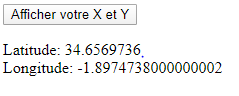 Afficher votre X et Y
Latitude: 34.6569736
Longitude: -1.8974738000000002